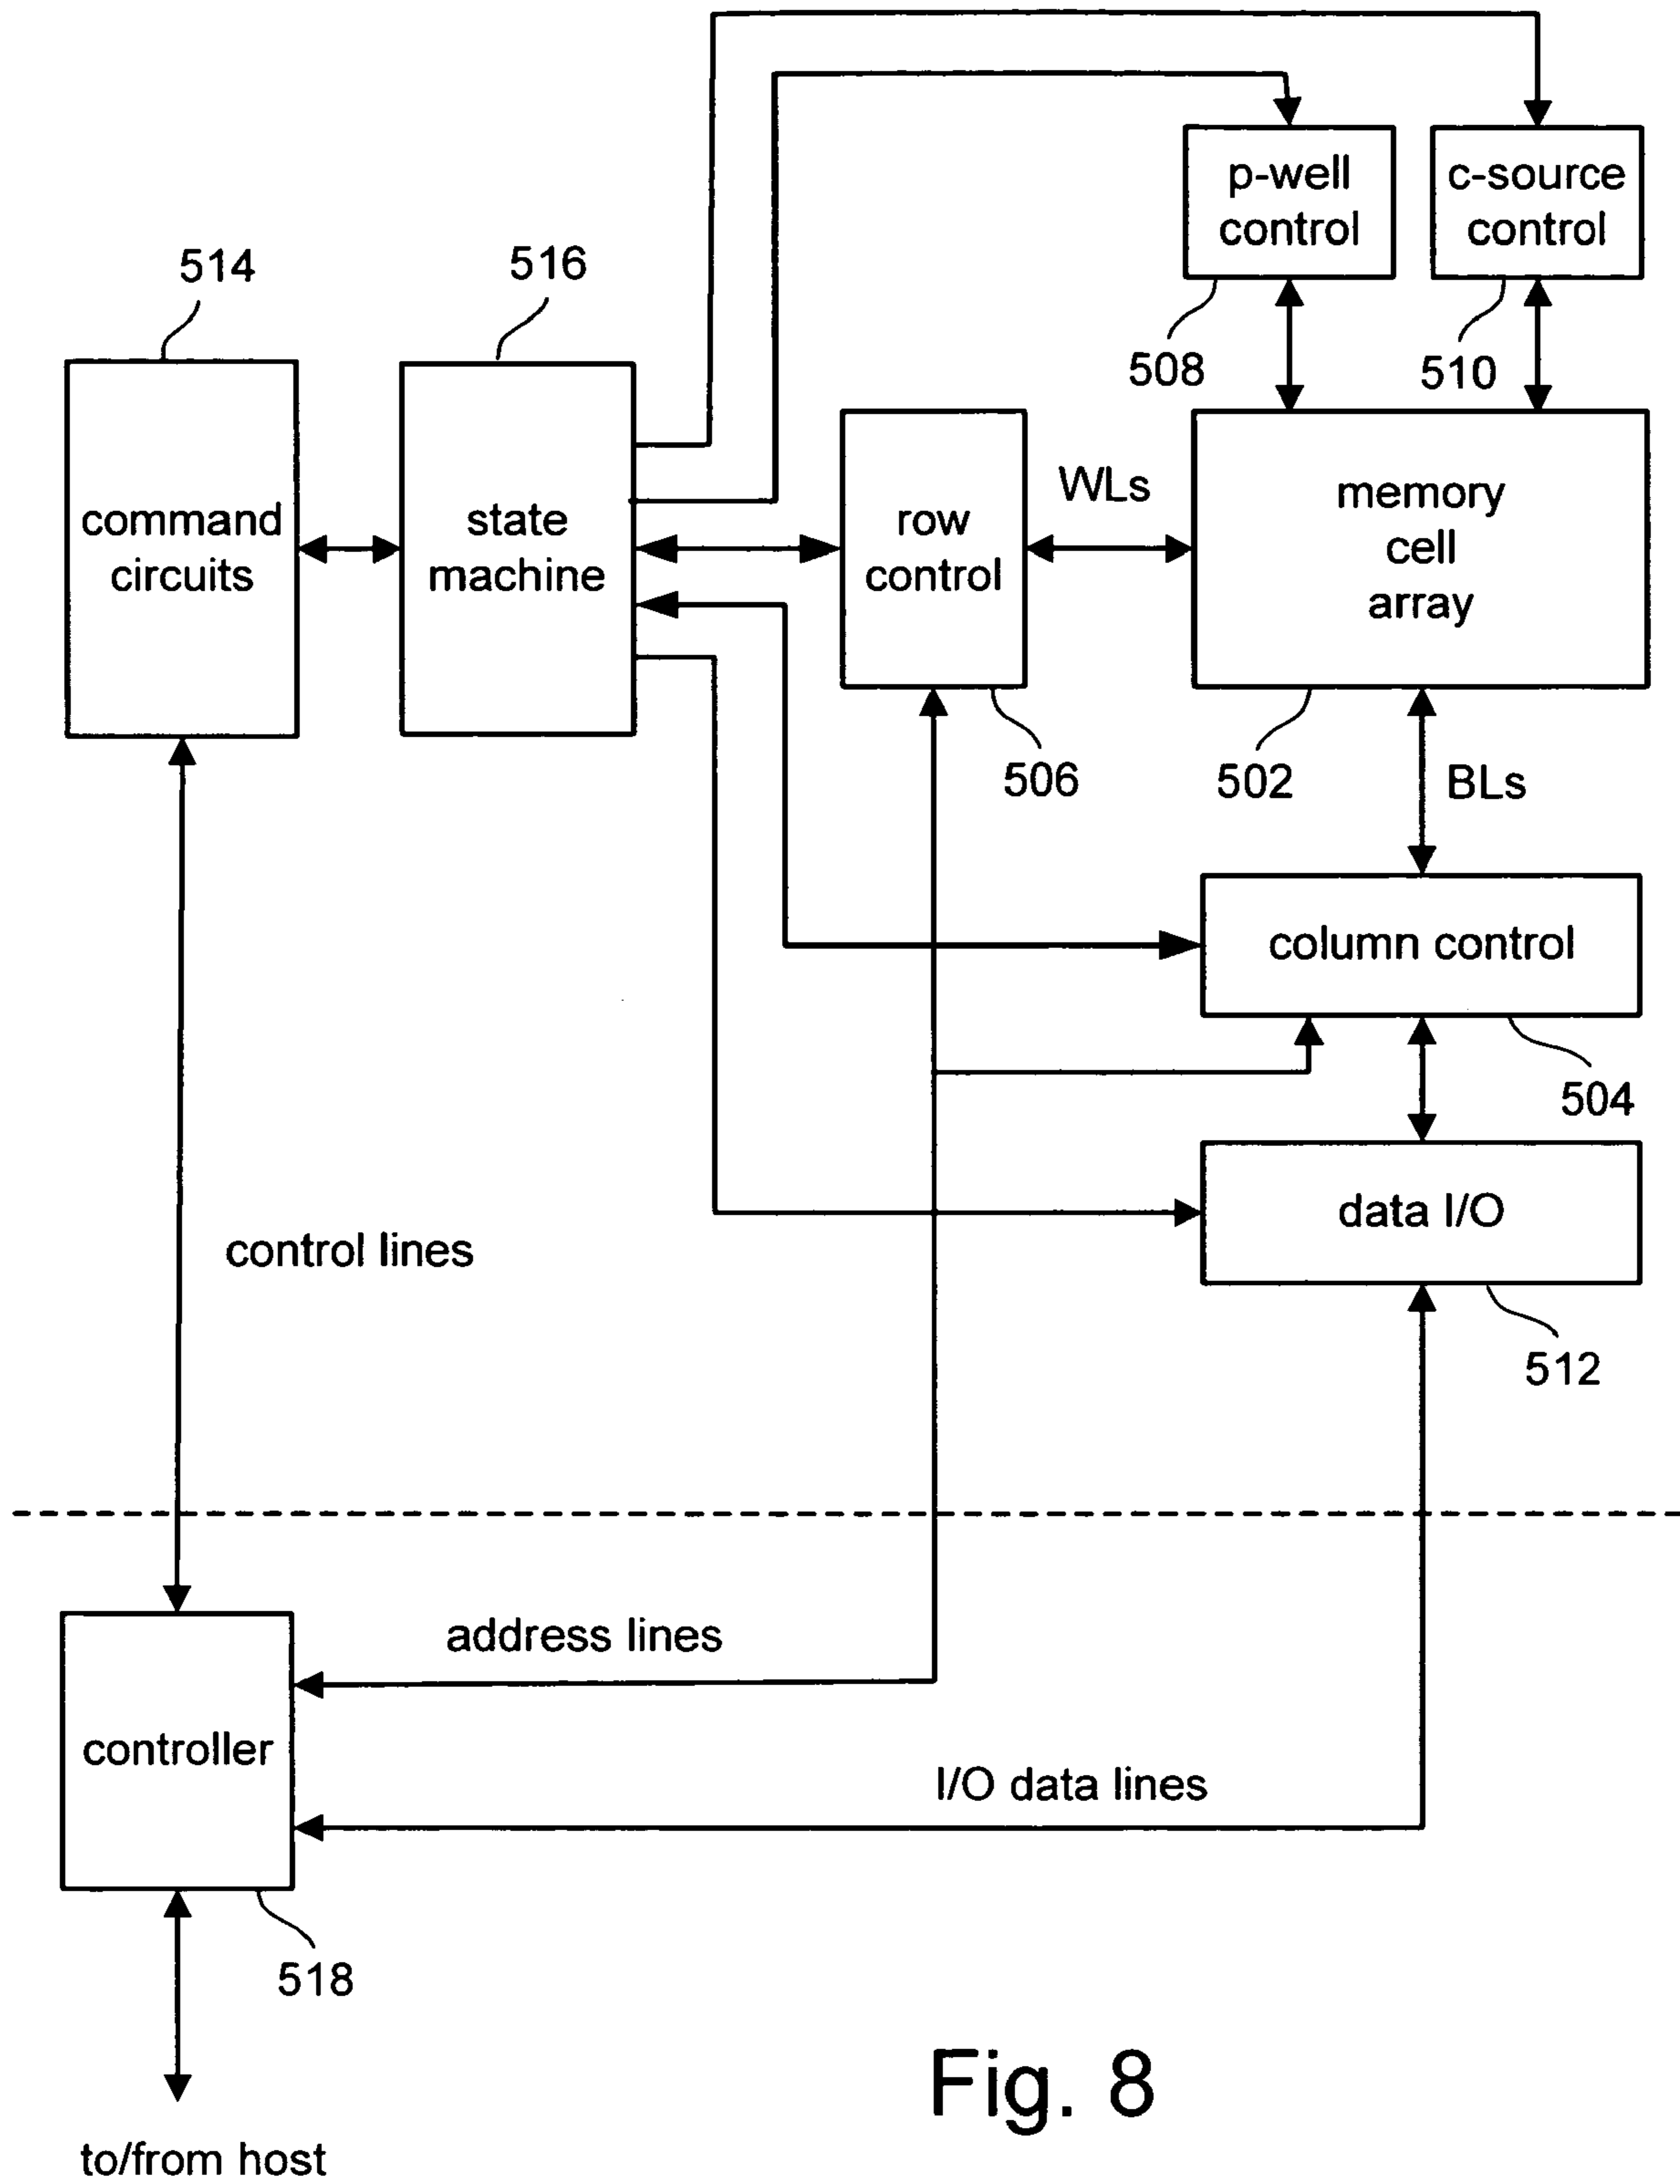 p-well
control
c-source
control
514
516
508
510
command
circuits
state
machine
row
control
WLs
memory
cell
array
506
502
BLs
column control
504
data I/O
control lines
512
address lines
controller
I/O data lines
518
Fig. 8
to/from host